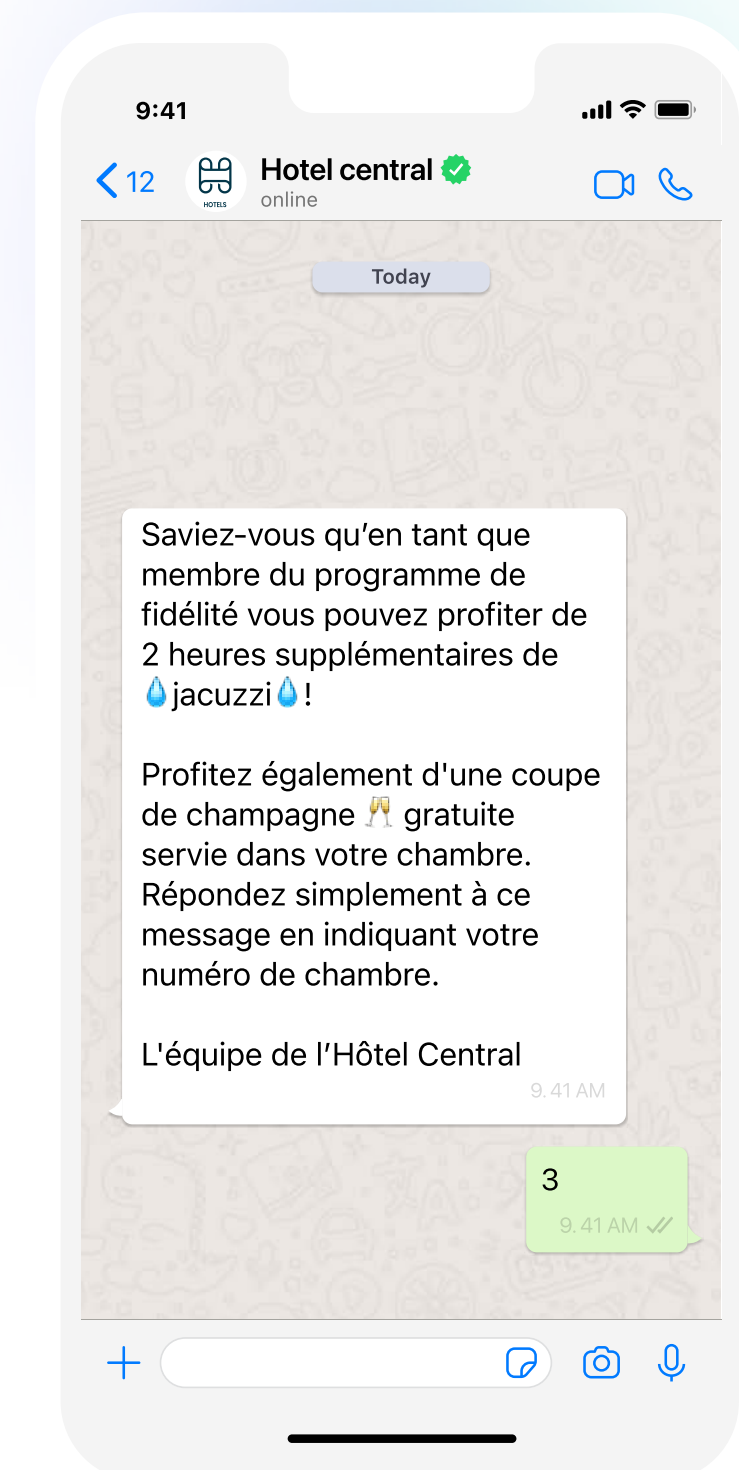 9:41
12
HOTELS
Hotel central
online
Today
Saviez-vous qu’en tant que
membre du programme de
fidélité vous pouvez profiter de
2 heures supplémentaires de
💧jacuzzi💧!
Profitez également d'une coupe
de champagne 🥂 gratuite
servie dans votre chambre.
Répondez simplement à ce
message en indiquant votre
numéro de chambre.
L'équipe de l’Hôtel Central
9.41 AM
3
9.41 AM